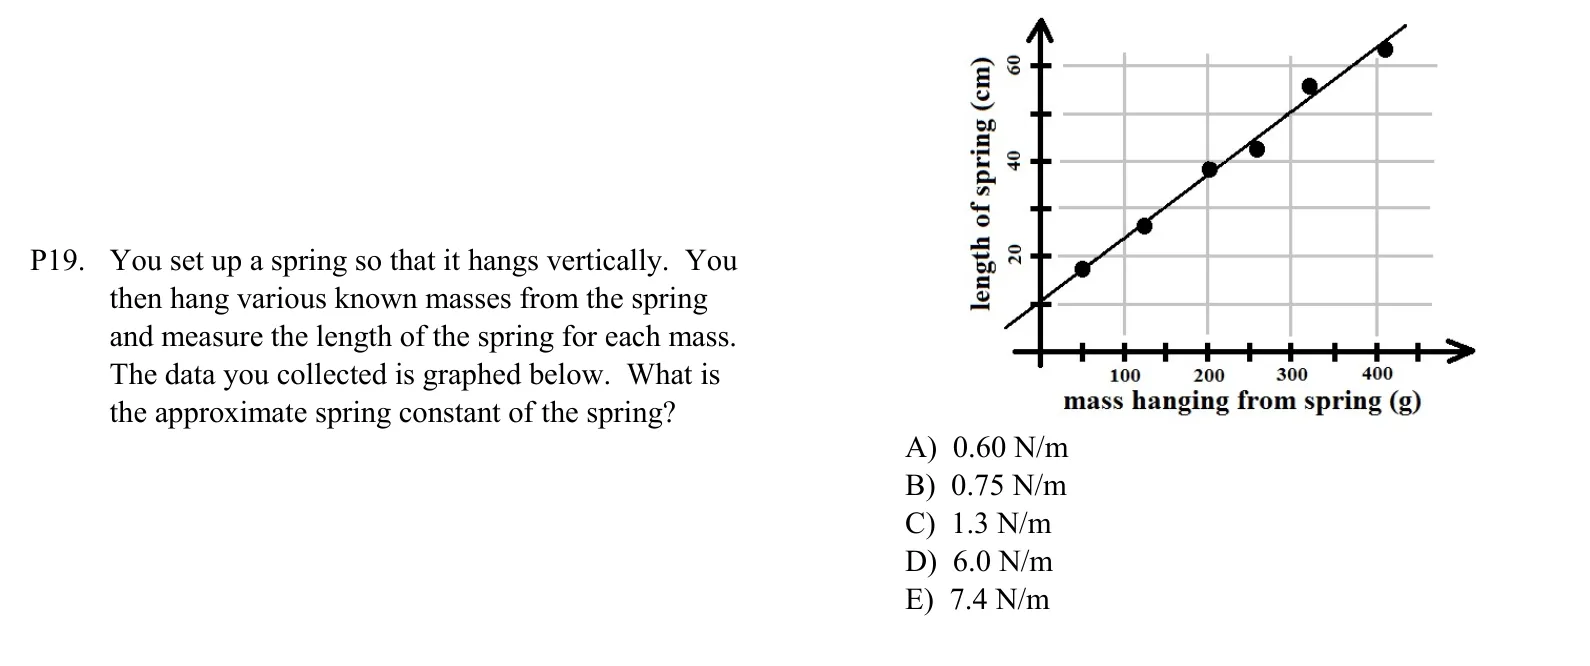 P19. You set up a spring so that it hangs vertically. You
then hang various known masses from the spring
and measure the length of the spring for each mass.
The data you collected is graphed below. What is
the approximate spring constant of the spring?
length of spring (cm)
60
40
20
100 200 300 400
mass hanging from spring (g)
A) 0.60 N/m
B) 0.75 N/m
C) 1.3 N/m
D) 6.0 N/m
E) 7.4 N/m